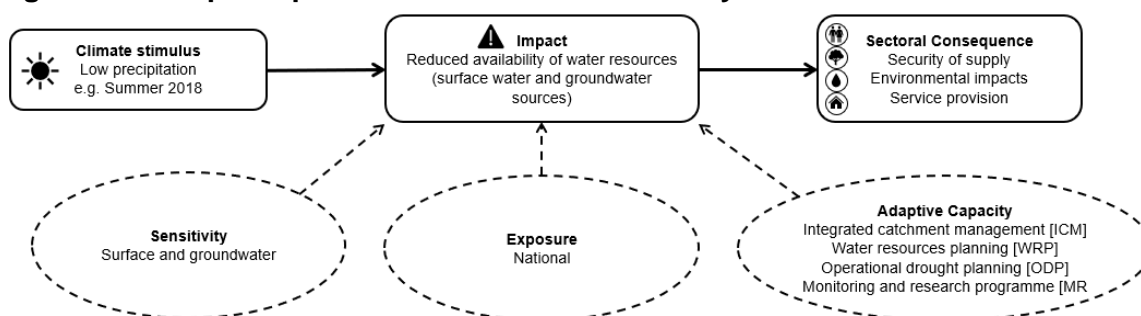 Climate stimulus
Low precipitation
e.g. Summer 2018
Impact
Reduced availability of water resources
(surface water and groundwater
sources)
Sectoral Consequence
Security of supply
Environmental impacts
Service provision
Sensitivity
Surface and groundwater
Exposure
National
Adaptive Capacity
Integrated catchment management [ICM]
Water resources planning [WRP]
Operational drought planning [ODP]
Monitoring and research programme [MR